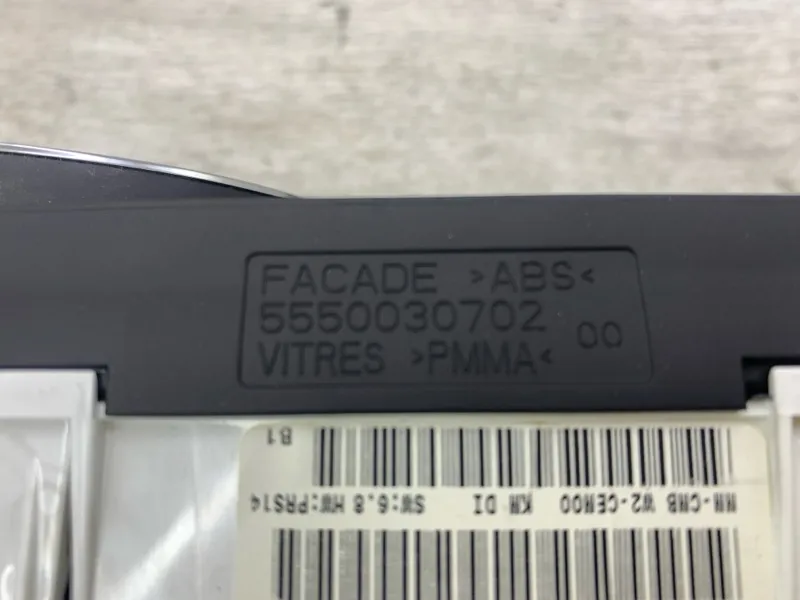 FACADE >ABS<
5550030702 00
VITRES >PMMA<
B1
MM-CMB W2-CEM00 KM DI SW:6.8 HW:PRS14